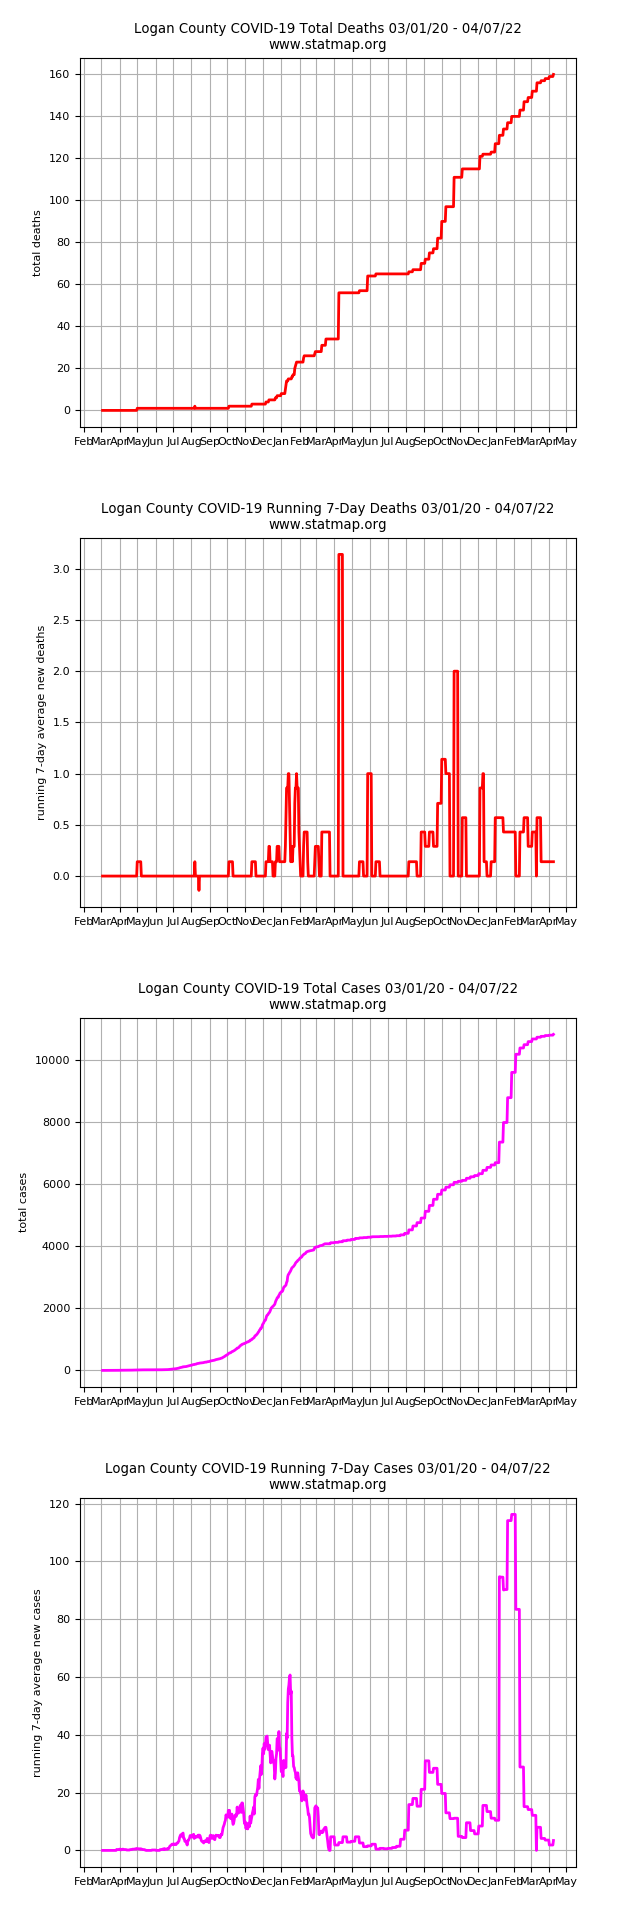 Logan County COVID-19 Total Deaths 03/01/20 - 04/07/22
www.statmap.org
160
140
120
100
80
60
40
20
0
total deaths
Feb Mar Apr May Jun Jul Aug Sep Oct Nov Dec Jan Feb Mar Apr May Jun Jul Aug Sep Oct Nov Dec Jan Feb Mar Apr May
Logan County COVID-19 Running 7-Day Deaths 03/01/20 - 04/07/22
www.statmap.org
3.0
2.5
2.0
1.5
1.0
0.5
0.0
running 7-day average new deaths
Feb Mar Apr May Jun Jul Aug Sep Oct Nov Dec Jan Feb Mar Apr May Jun Jul Aug Sep Oct Nov Dec Jan Feb Mar Apr May
Logan County COVID-19 Total Cases 03/01/20 - 04/07/22
www.statmap.org
10000
8000
6000
4000
2000
0
total cases
Feb Mar Apr May Jun Jul Aug Sep Oct Nov Dec Jan Feb Mar Apr May Jun Jul Aug Sep Oct Nov Dec Jan Feb Mar Apr May
Logan County COVID-19 Running 7-Day Cases 03/01/20 - 04/07/22
www.statmap.org
120
100
80
60
40
20
0
running 7-day average new cases
Feb Mar Apr May Jun Jul Aug Sep Oct Nov Dec Jan Feb Mar Apr May Jun Jul Aug Sep Oct Nov Dec Jan Feb Mar Apr May